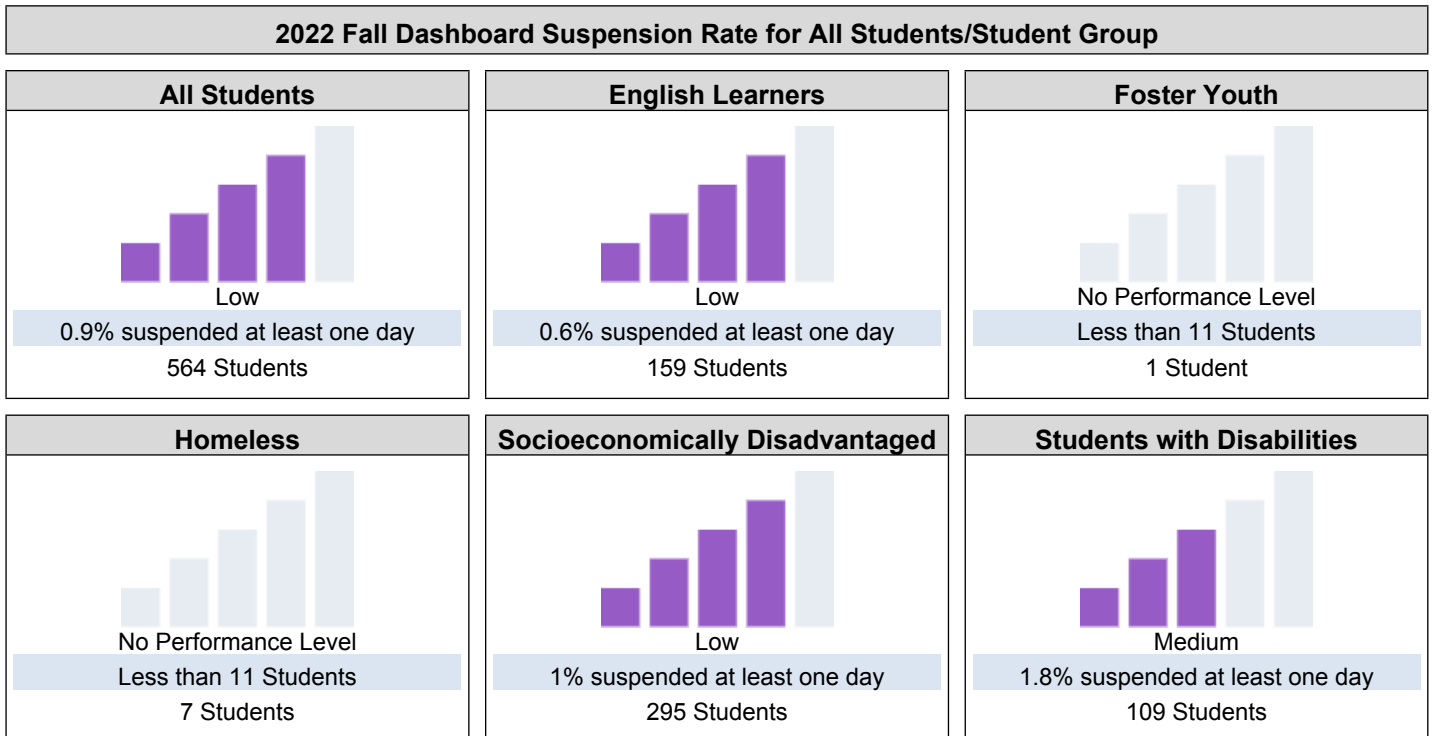 2022 Fall Dashboard Suspension Rate for All Students/Student Group
All Students
Low
0.9% suspended at least one day
564 Students
English Learners
Low
0.6% suspended at least one day
159 Students
Foster Youth
No Performance Level
Less than 11 Students
1 Student
Homeless
No Performance Level
Less than 11 Students
7 Students
Socioeconomically Disadvantaged
Low
1% suspended at least one day
295 Students
Students with Disabilities
Medium
1.8% suspended at least one day
109 Students